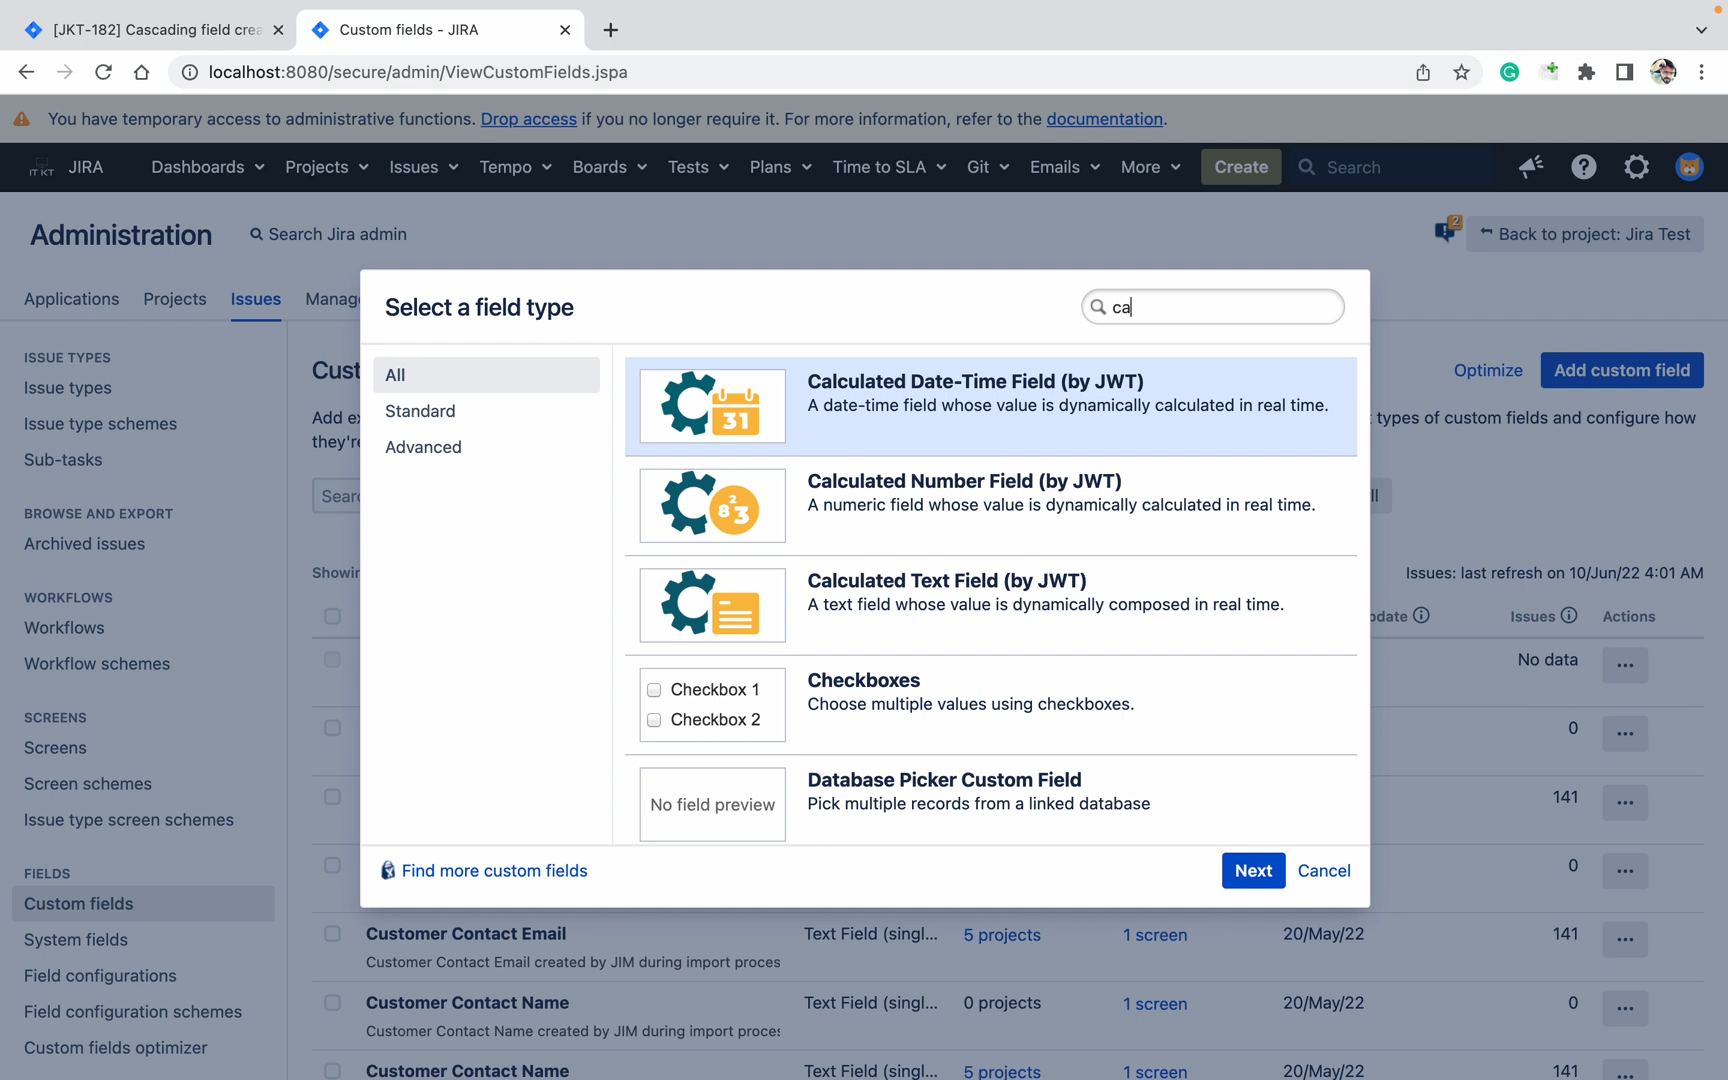 [JKT-182] Cascading field crea
Custom fields - JIRA
localhost:8080/secure/admin/ViewCustomFields.jspa
You have temporary access to administrative functions. Drop access if you no longer require it. For more information, refer to the documentation.
IT KT
JIRA
Dashboards
Projects
Issues
Tempo
Boards
Tests
Plans
Time to SLA
Git
Emails
More
Create
Search
Administration
Search Jira admin
2
Back to project: Jira Test
Applications
Projects
Issues
Manag
ISSUE TYPES
Issue types
Issue type schemes
Sub-tasks
BROWSE AND EXPORT
Archived issues
WORKFLOWS
Workflows
Workflow schemes
SCREENS
Screens
Screen schemes
Issue type screen schemes
FIELDS
Custom fields
System fields
Field configurations
Field configuration schemes
Custom fields optimizer
Cust
Optimize
Add custom field
Add ex
types of custom fields and configure how
they're
Sear
ll
Showin
Issues: last refresh on 10/Jun/22 4:01 AM
pdate
Issues
Actions
No data
0
141
0
Select a field type
ca
All
Standard
Advanced
31
Calculated Date-Time Field (by JWT)
A date-time field whose value is dynamically calculated in real time.
2
8 3
Calculated Number Field (by JWT)
A numeric field whose value is dynamically calculated in real time.
Calculated Text Field (by JWT)
A text field whose value is dynamically composed in real time.
Checkbox 1
Checkbox 2
Checkboxes
Choose multiple values using checkboxes.
No field preview
Database Picker Custom Field
Pick multiple records from a linked database
Find more custom fields
Next
Cancel
Customer Contact Email
Text Field (singl...
5 projects
1 screen
20/May/22
141
Customer Contact Email created by JIM during import proces
Customer Contact Name
Text Field (singl...
0 projects
1 screen
20/May/22
0
Customer Contact Name created by JIM during import proces
Customer Contact Name
Text Field (singl...
5 projects
1 screen
20/May/22
141